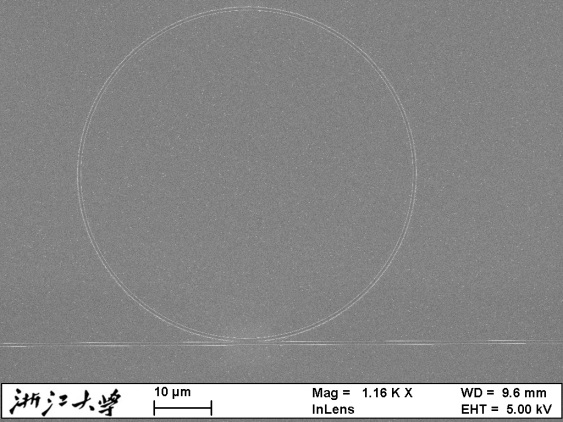 浙江大学
10 µm
Mag = 1.16 K X
WD = 9.6 mm
InLens
EHT = 5.00 kV